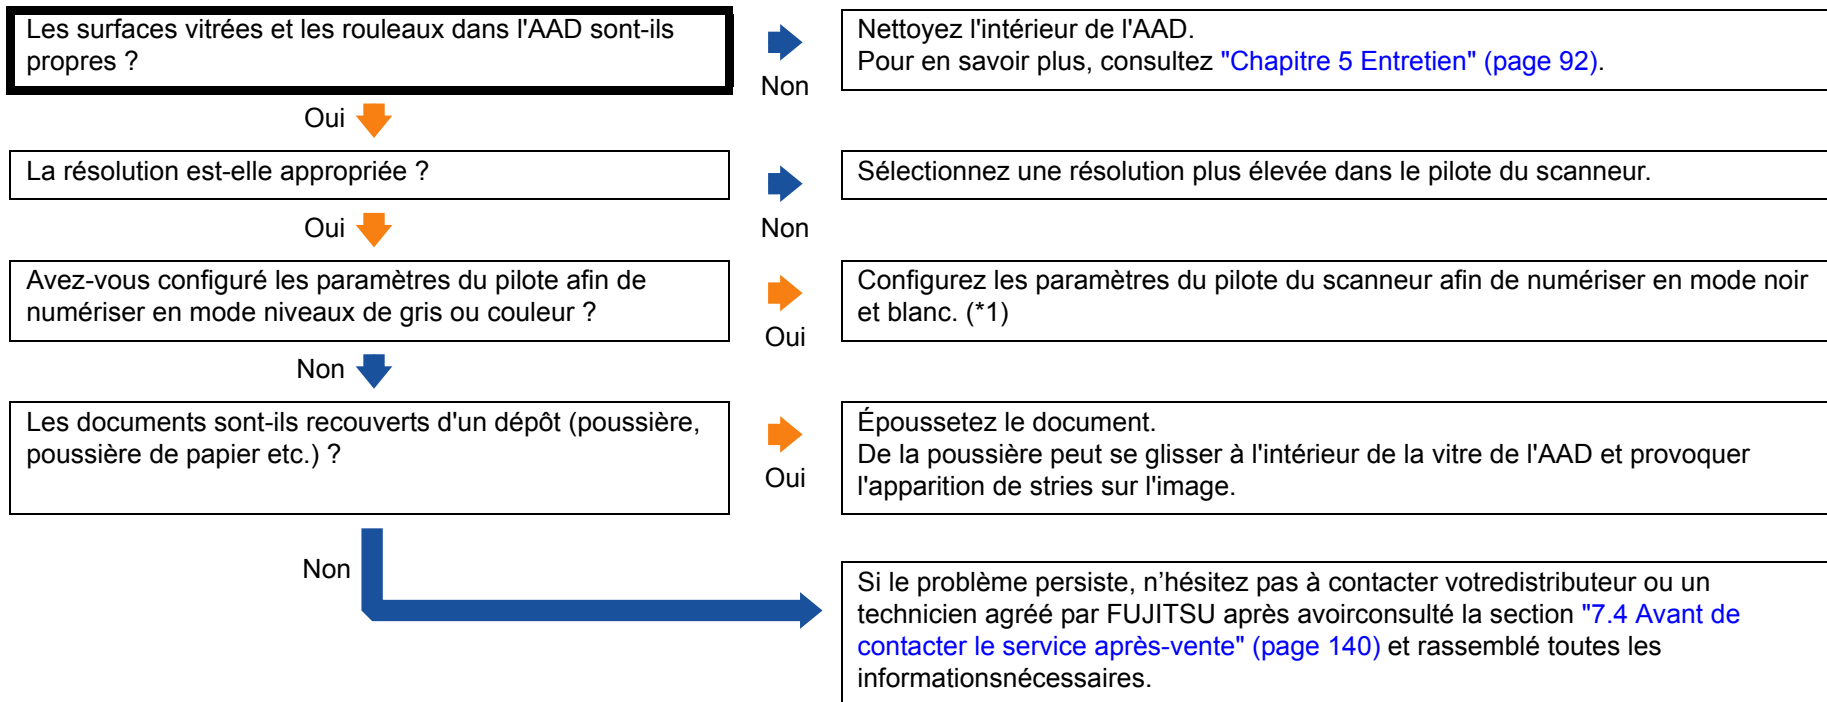 Les surfaces vitrées et les rouleaux dans l'AAD sont-ils
propres ?
Non
Nettoyez l'intérieur de l'AAD.
Pour en savoir plus, consultez "Chapitre 5 Entretien" (page 92).
Oui
La résolution est-elle appropriée ?
Non
Sélectionnez une résolution plus élevée dans le pilote du scanneur.
Oui
Avez-vous configuré les paramètres du pilote afin de
numériser en mode niveaux de gris ou couleur ?
Oui
Configurez les paramètres du pilote du scanneur afin de numériser en mode noir
et blanc. (*1)
Non
Les documents sont-ils recouverts d'un dépôt (poussière,
poussière de papier etc.) ?
Oui
Époussetez le document.
De la poussière peut se glisser à l'intérieur de la vitre de l'AAD et provoquer
l'apparition de stries sur l'image.
Non
Si le problème persiste, n’hésitez pas à contacter votredistributeur ou un
technicien agréé par FUJITSU après avoirconsulté la section "7.4 Avant de
contacter le service après-vente" (page 140) et rassemblé toutes les
informationsnécessaires.